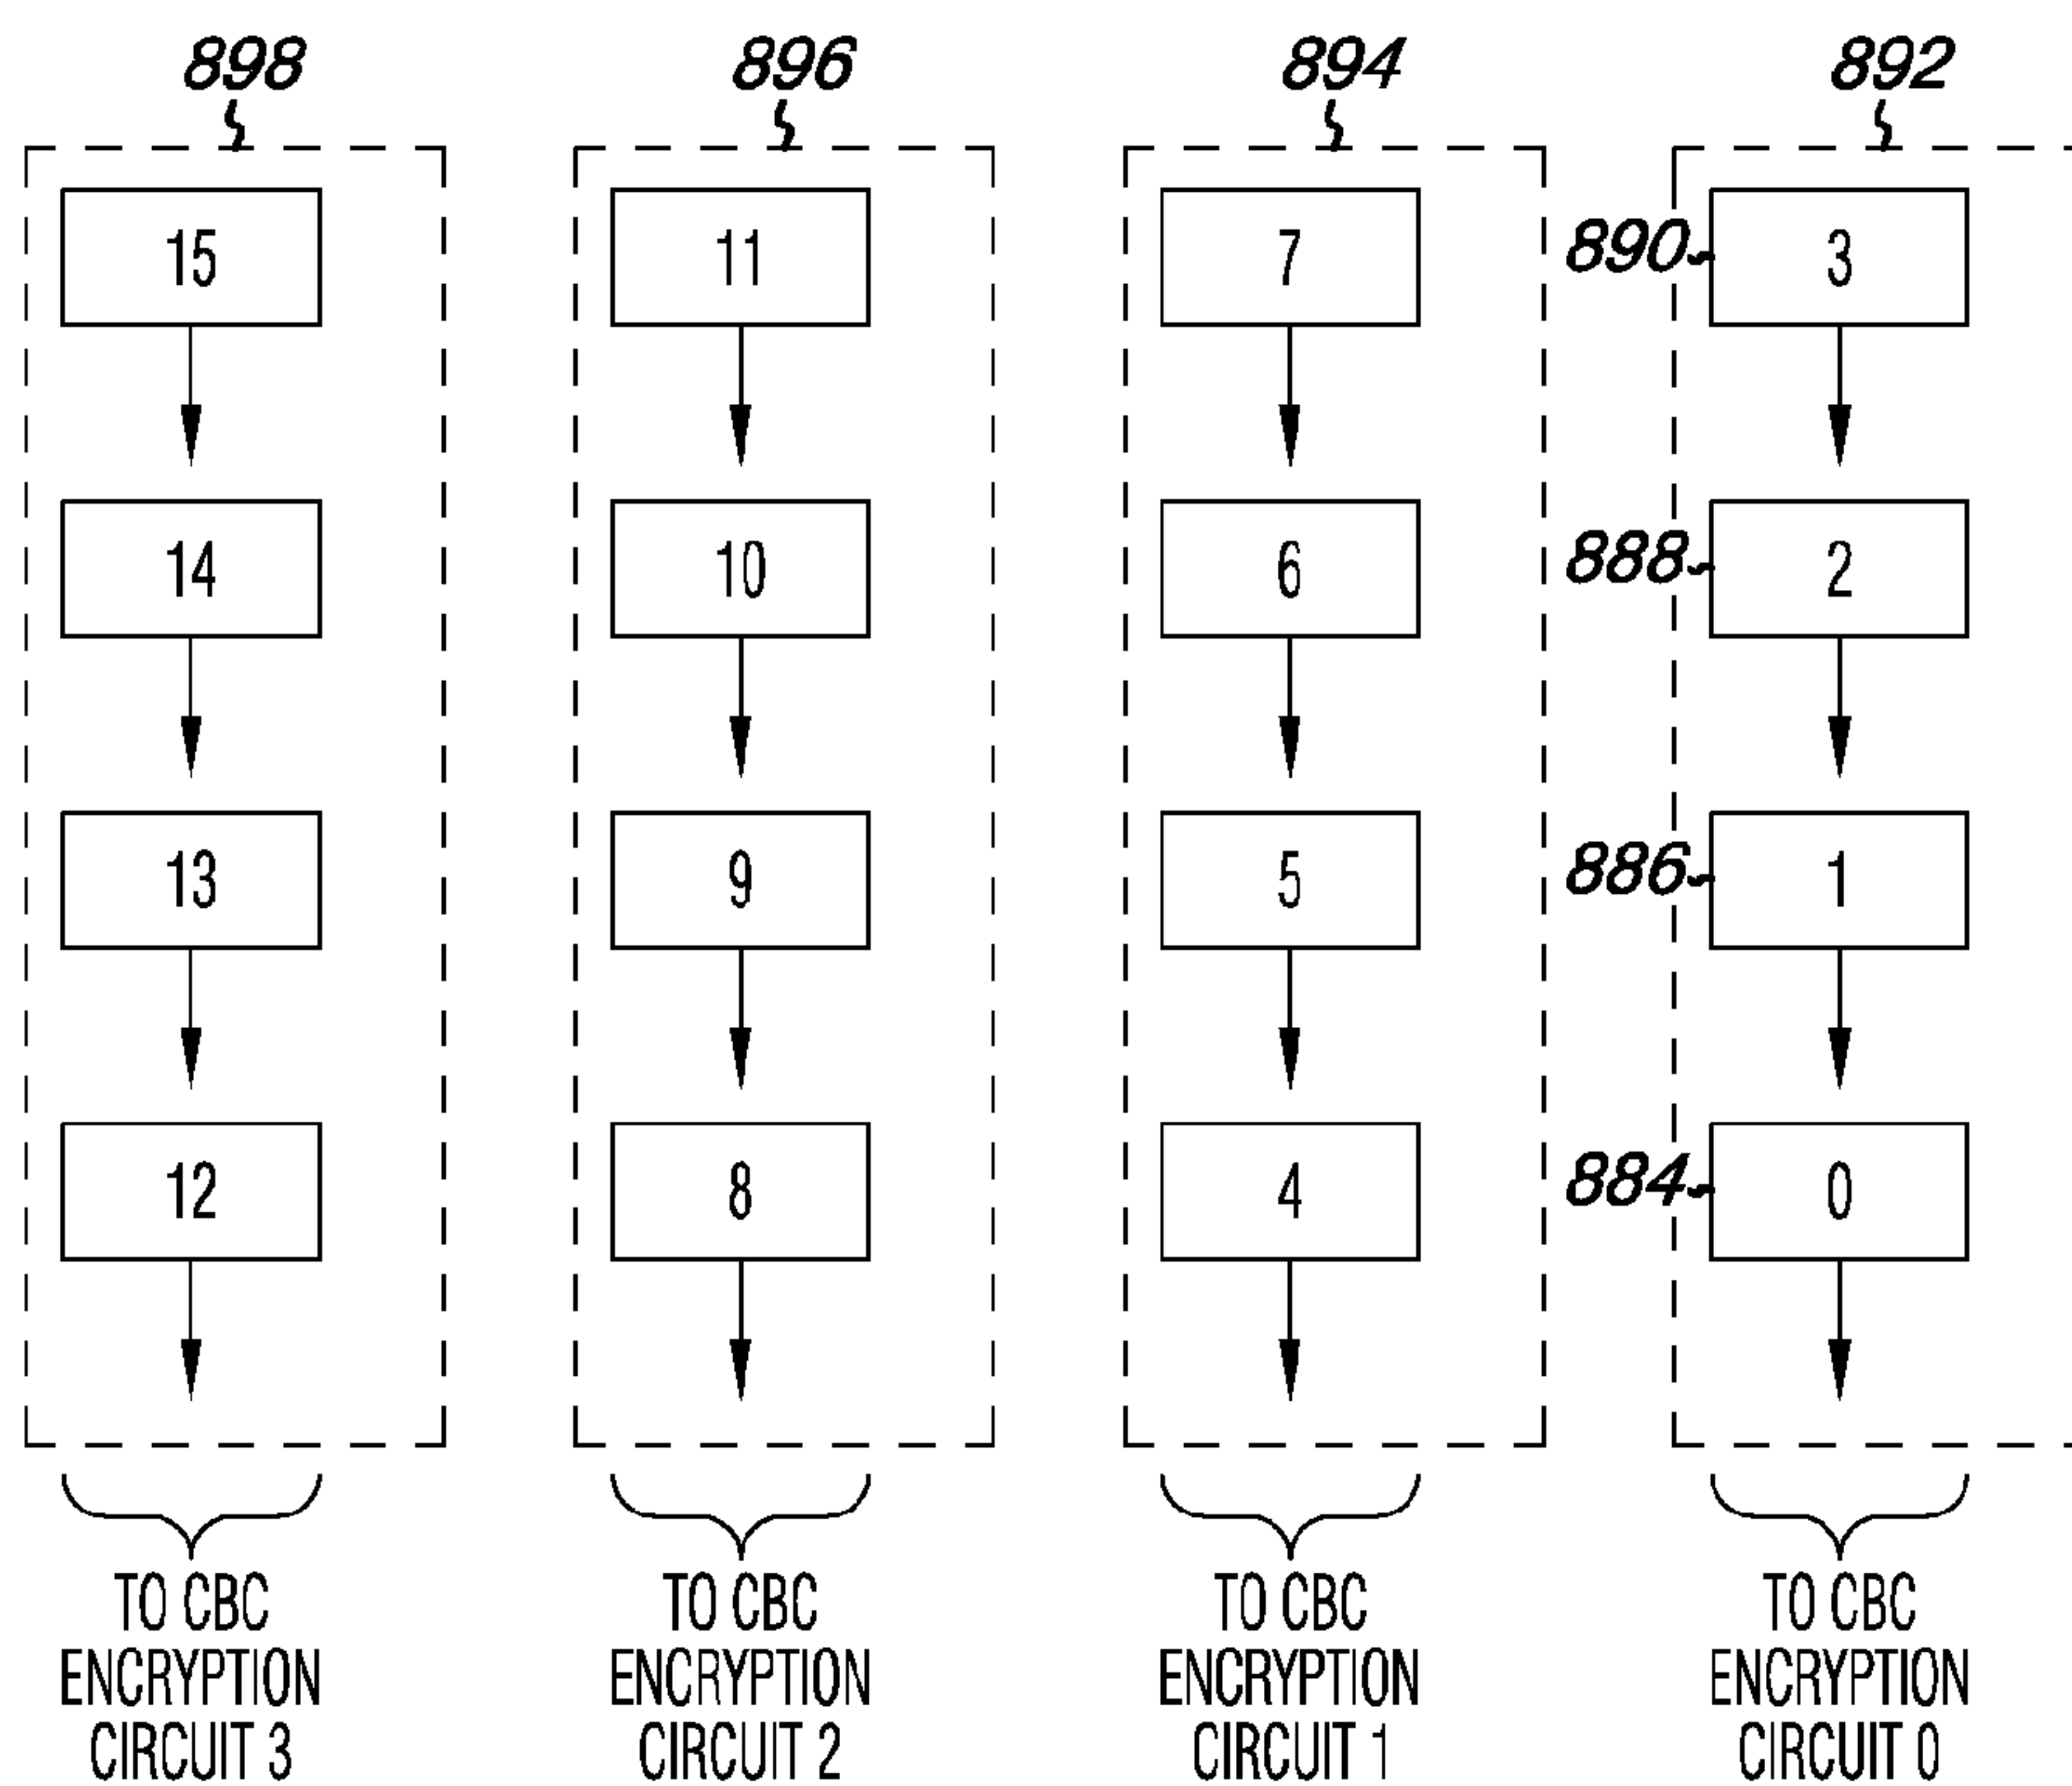 898 896 894 892
15 11 7 890 3
14 10 6 888 2
13 9 5 886 1
12 8 4 884 0
TO CBC
ENCRYPTION
CIRCUIT 3
TO CBC
ENCRYPTION
CIRCUIT 2
TO CBC
ENCRYPTION
CIRCUIT 1
TO CBC
ENCRYPTION
CIRCUIT 0